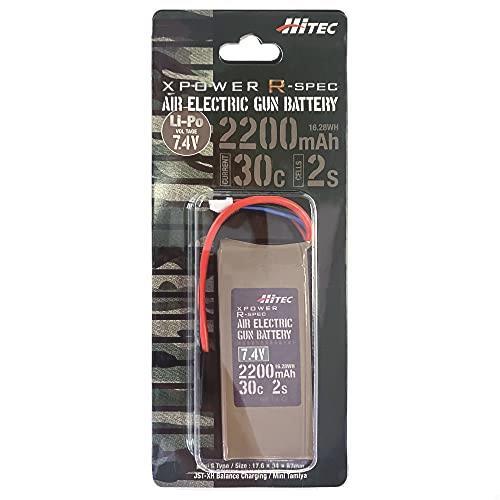 HiTEC
XPOWER R-SPEC
AIR ELECTRIC GUN BATTERY
Li-Po
VOLTAGE
7.4V
16.28WH
2200mAh
CURRENT
30c
CELLS
2s
HiTEC
XPOWER
R-SPEC
AIR ELECTRIC
GUN BATTERY
7.4V
16.28WH
2200mAh
30c 2s
Mini S Type / Size : 17.6 × 34 ×
JST-XH Balance Charging / Mini Tamiya